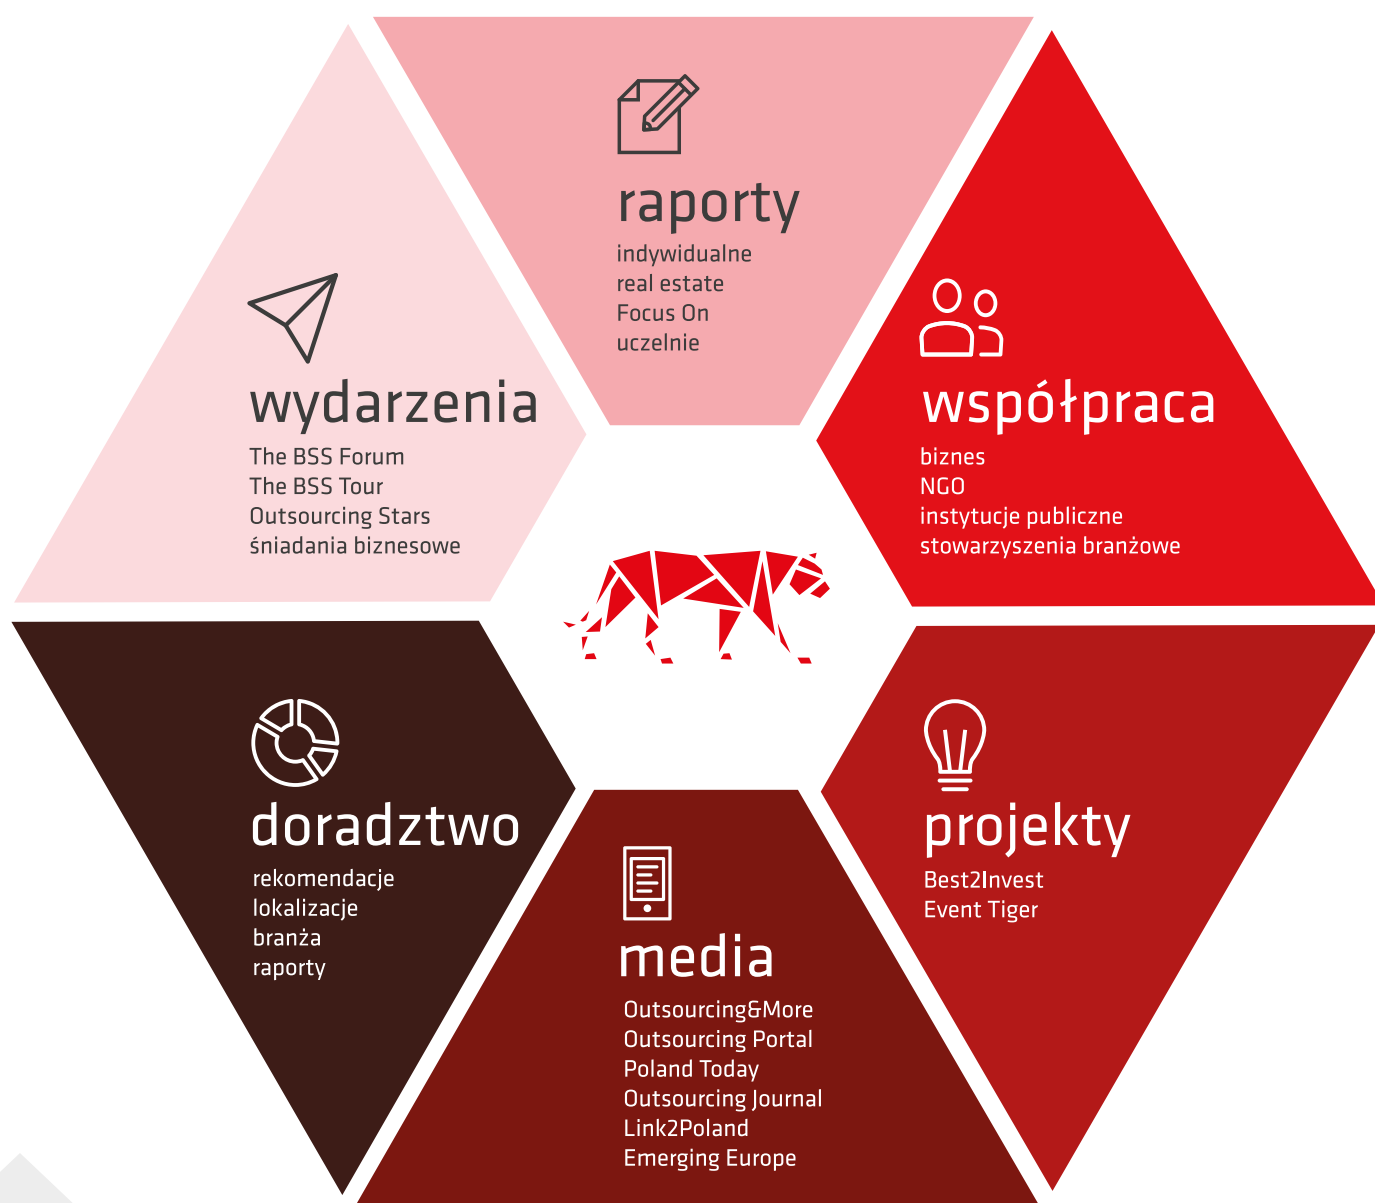 raporty
indywidualne
real estate
Focus On
uczelnie
wydarzenia
The BSS Forum
The BSS Tour
Outsourcing Stars
śniadania biznesowe
współpraca
biznes
NGO
instytucje publiczne
stowarzyszenia branżowe
doradztwo
rekomendacje
lokalizacje
branża
raporty
media
Outsourcing&More
Outsourcing Portal
Poland Today
Outsourcing Journal
Link2Poland
Emerging Europe
projekty
Best2Invest
Event Tiger